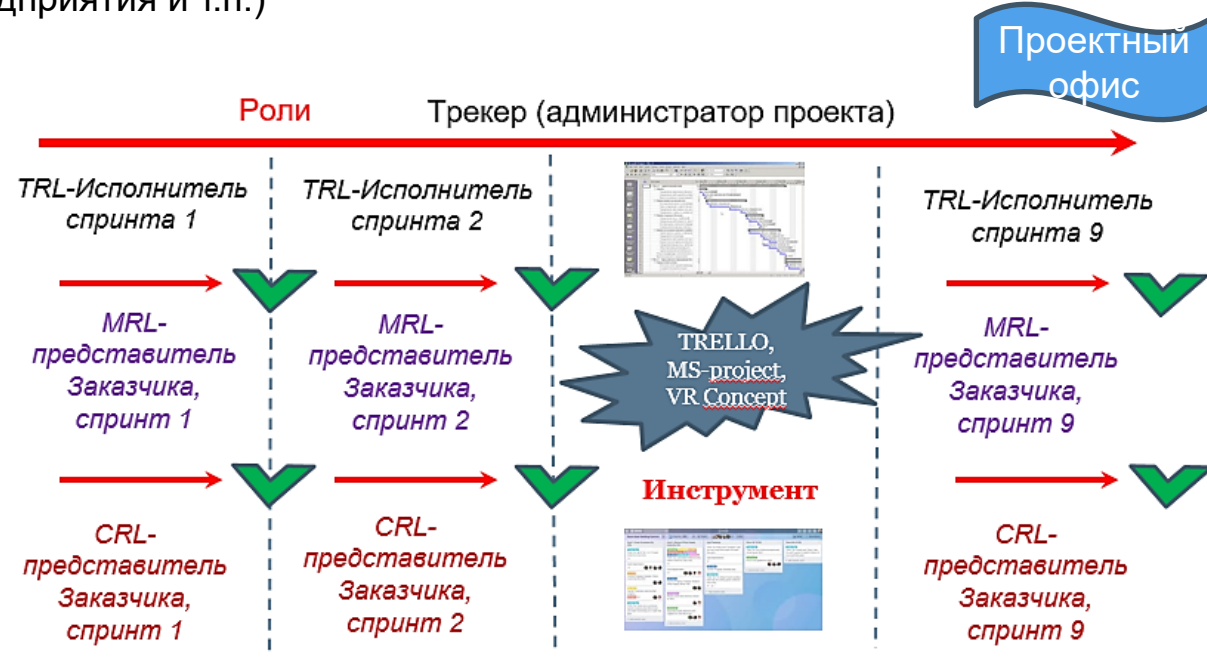 дприятия и т.п.)
Проектный
офис
Роли
Трекер (администратор проекта)
TRL-Исполнитель
спринта 1
TRL-Исполнитель
спринта 2
TRL-Исполнитель
спринта 9
MRL-
представитель
Заказчика,
спринт 1
MRL-
представитель
Заказчика,
спринт 2
TRELLO,
MS-project,
VR Concept
MRL-
представитель
Заказчика,
спринт 9
Инструмент
CRL-
представитель
Заказчика,
спринт 1
CRL-
представитель
Заказчика,
спринт 2
CRL-
представитель
Заказчика,
спринт 9